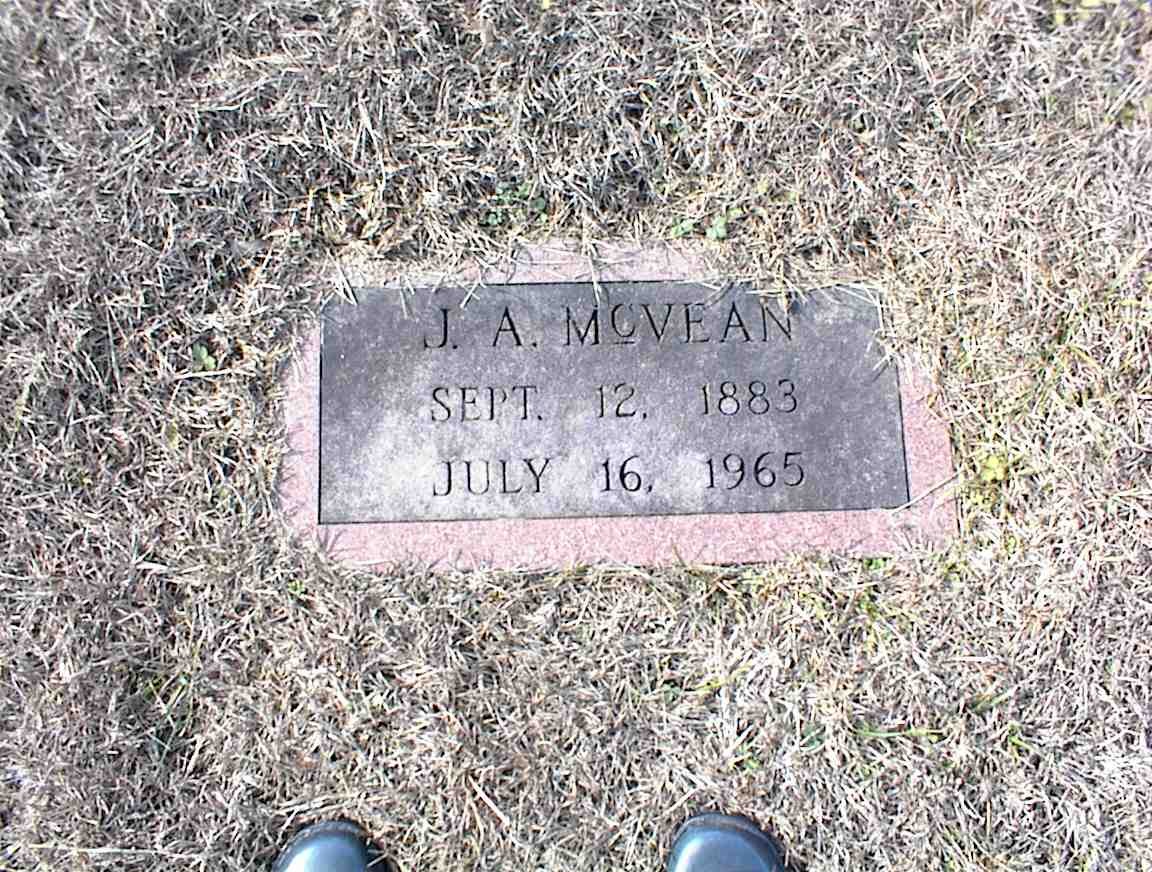 J. A. McVEAN
SEPT. 12, 1883
JULY 16, 1965